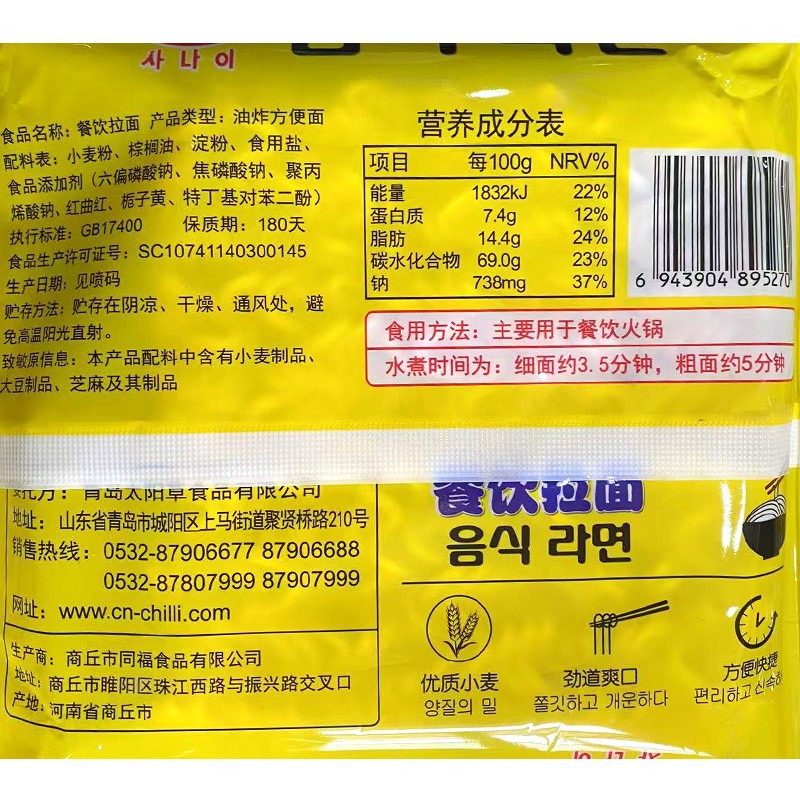 사나이
食品名称：餐饮拉面 产品类型：油炸方便面
配料表：小麦粉、棕榈油、淀粉、食用盐、
食品添加剂（六偏磷酸钠、焦磷酸钠、聚丙
烯酸钠、红曲红、栀子黄、特丁基对苯二酚）
执行标准：GB17400 保质期：180天
食品生产许可证号：SC10741140300145
生产日期：见喷码
贮存方法：贮存在阴凉、干燥、通风处，避
免高温阳光直射。
致敏原信息：本产品配料中含有小麦制品、
大豆制品、芝麻及其制品
营养成分表
项目 每100g NRV%
能量 1832kJ 22%
蛋白质 7.4g 12%
脂肪 14.4g 24%
碳水化合物 69.0g 23%
钠 738mg 37%
6 943904 895270
食用方法：主要用于餐饮火锅
水煮时间为：细面约3.5分钟，粗面约5分钟
委托方：青岛太阳草食品有限公司
地址：山东省青岛市城阳区上马街道聚贤桥路210号
销售热线：0532-87906677 87906688
0532-87807999 87907999
网址：www.cn-chilli.com
生产商：商丘市同福食品有限公司
地址：商丘市睢阳区珠江西路与振兴路交叉口
产地：河南省商丘市
餐饮拉面
음식 라면
优质小麦
양질의 밀
劲道爽口
쫄깃하고 개운하다
方便快捷
편리하고 신속하